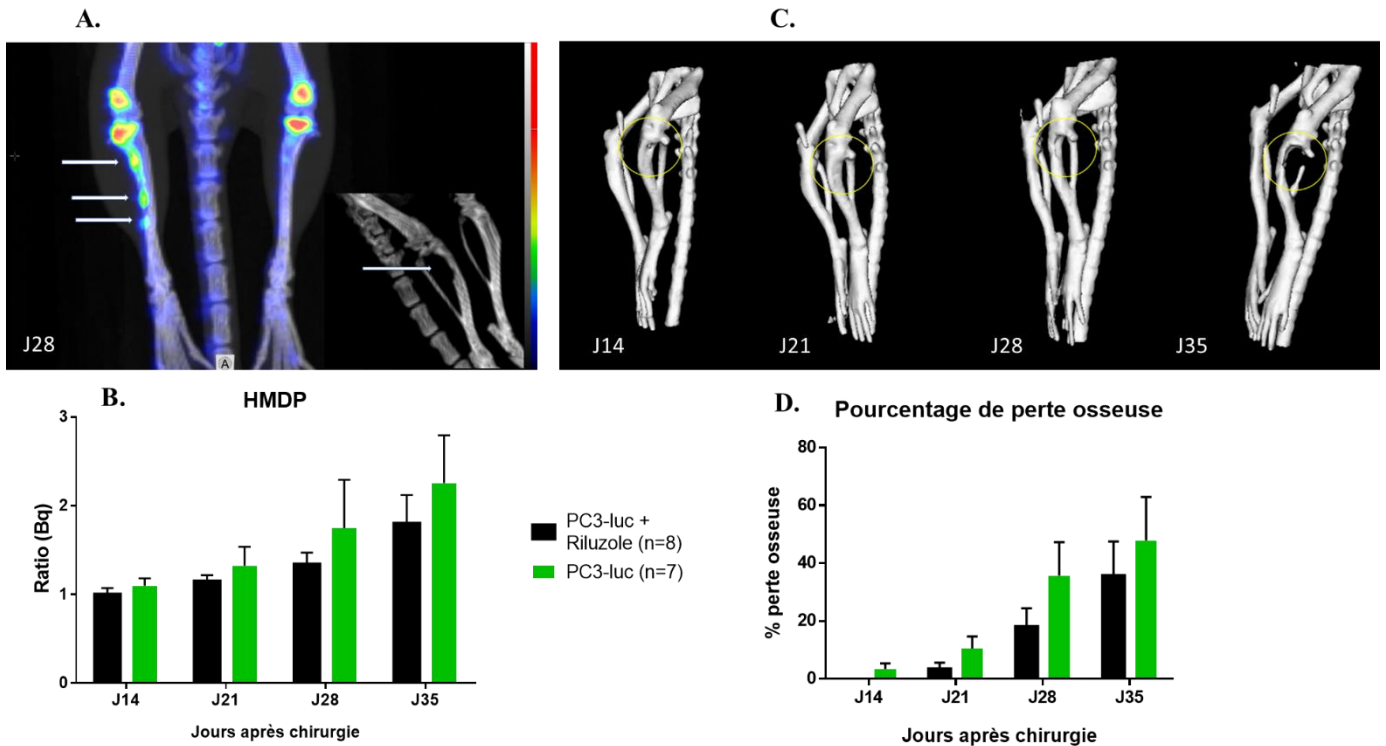 A.
J28
A
C.
J14
J21
J28
J35
B.
HMDP
3
2
1
0
Ratio (Bq)
J14
J21
J28
J35
Jours après chirurgie
PC3-luc +
Riluzole (n=8)
PC3-luc (n=7)
D.
Pourcentage de perte osseuse
80
60
40
20
0
% perte osseuse
J14
J21
J28
J35
Jours après chirurgie